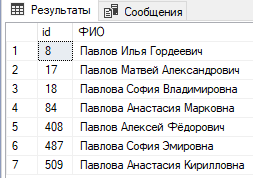 Результаты Сообщения
id ФИО
1 8 Павлов Илья Гордеевич
2 17 Павлов Матвей Александрович
3 18 Павлова София Владимировна
4 84 Павлова Анастасия Марковна
5 408 Павлов Алексей Фёдорович
6 487 Павлова София Эмировна
7 509 Павлова Анастасия Кирилловна